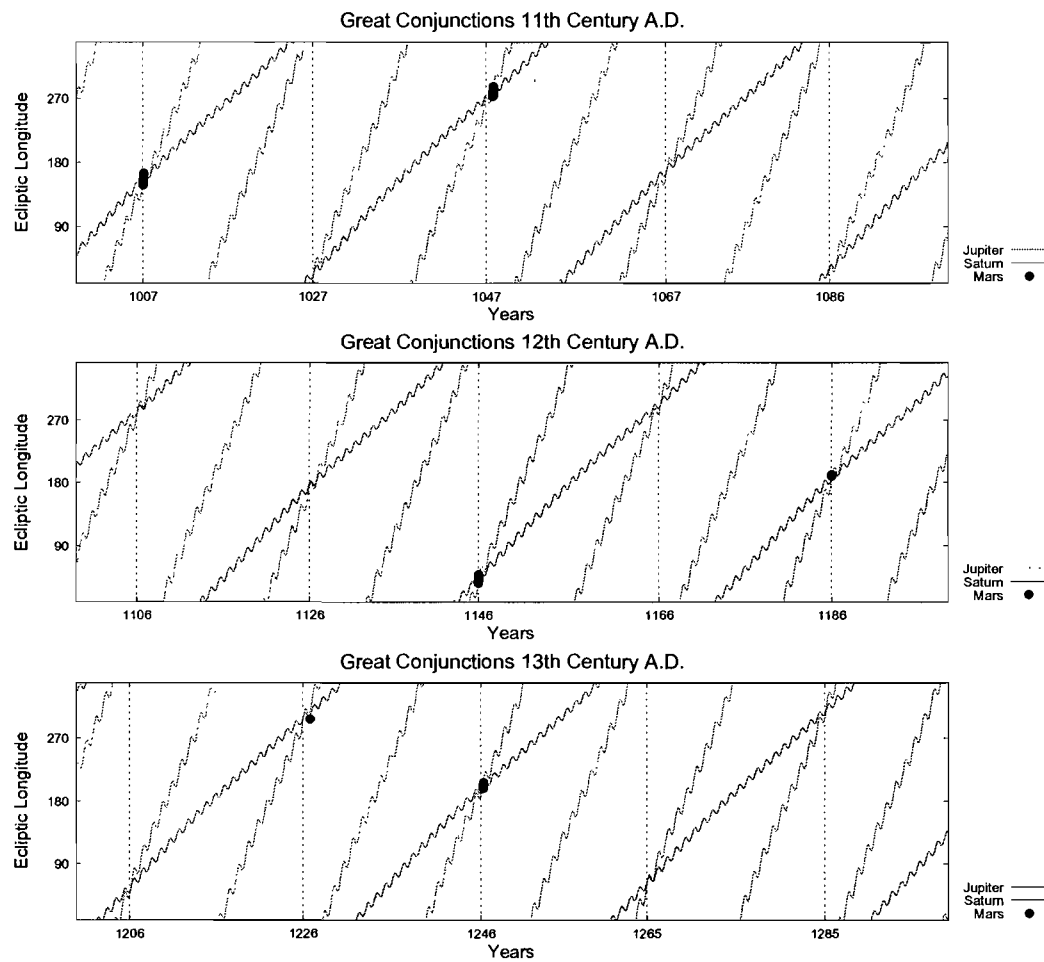 Great Conjunctions 11th Century A.D.
Ecliptic Longitude
270
180
90
1007 1027 1047 1067 1086
Years
Jupiter
Saturn
Mars
Great Conjunctions 12th Century A.D.
Ecliptic Longitude
270
180
90
1106 1126 1146 1166 1186
Years
Jupiter
Saturn
Mars
Great Conjunctions 13th Century A.D.
Ecliptic Longitude
270
180
90
1206 1226 1246 1265 1285
Years
Jupiter
Saturn
Mars